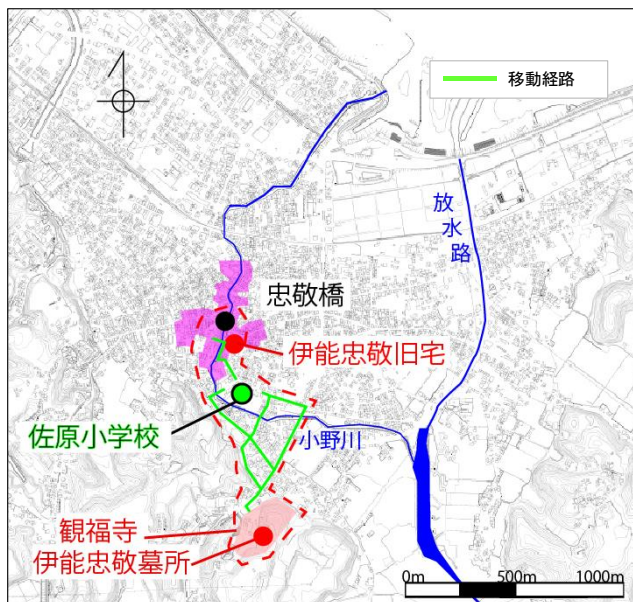 移動経路
放水路
忠敬橋
伊能忠敬旧宅
佐原小学校
小野川
観福寺
伊能忠敬墓所
0m 500m 1000m